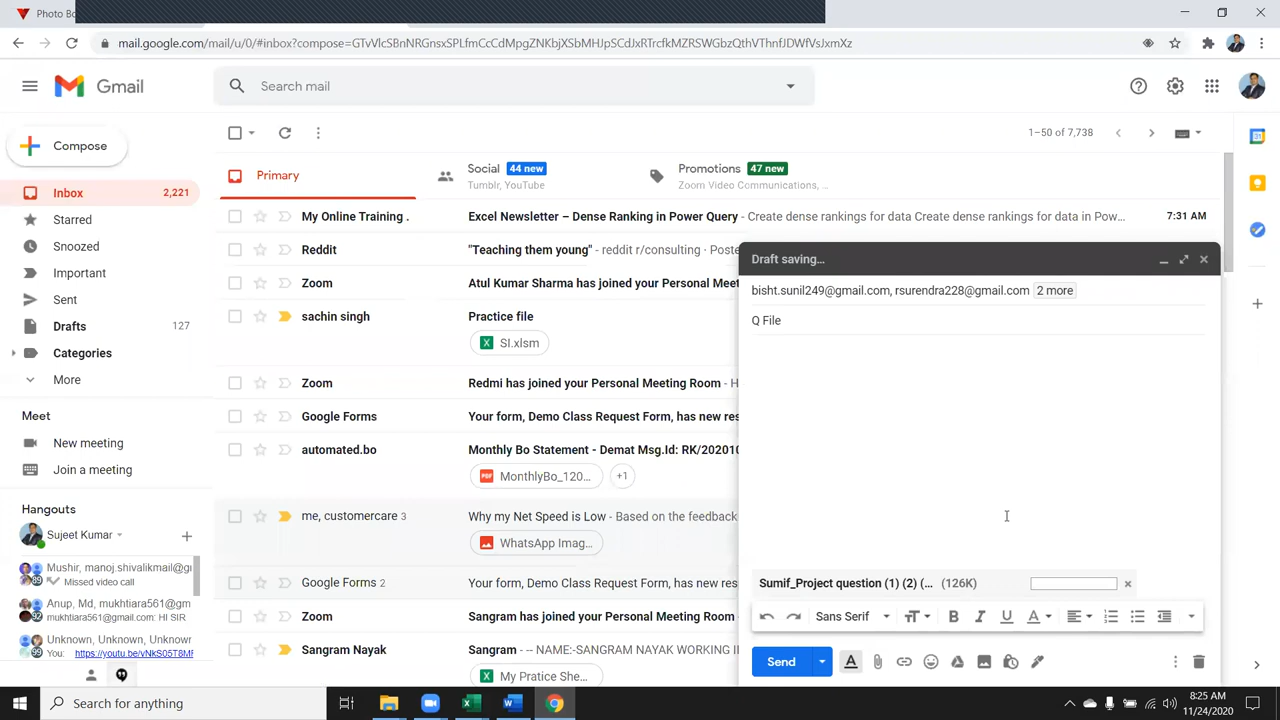 Photo Bo
mail.google.com/mail/u/0/#inbox?compose=GTvVlcSBnNRGnsxSPLfmCcCdMpgZNKbjXSbMHJpSCdJxRTrcfkMZRSWGbzQthVThnfJDWfVsJxmXz
Gmail
Search mail
Compose
1–50 of 7,738
Inbox 2,221
Starred
Snoozed
Important
Sent
Drafts 127
Categories
More
Meet
New meeting
Join a meeting
Hangouts
Sujeet Kumar
Mushir, manoj.shivalikmail@gi
Missed video call
Anup, Md, mukhtiara561@gm
mukhtiara561@gmail.com: HI SIR
Unknown, Unknown, Unknown
You: https://youtu.be/vNkS05T8MF
Primary
Social 44 new
Tumblr, YouTube
Promotions 47 new
Zoom Video Communications, ...
My Online Training . Excel Newsletter – Dense Ranking in Power Query - Create dense rankings for data Create dense rankings for data in Pow… 7:31 AM
Reddit "Teaching them young" - reddit r/consulting · Poste
Zoom Atul Kumar Sharma has joined your Personal Meet
sachin singh Practice file
SI.xlsm
Zoom Redmi has joined your Personal Meeting Room - H
Google Forms Your form, Demo Class Request Form, has new res
automated.bo Monthly Bo Statement - Demat Msg.Id: RK/202010
MonthlyBo_120... +1
me, customercare 3 Why my Net Speed is Low - Based on the feedback
WhatsApp Imag...
Google Forms 2 Your form, Demo Class Request Form, has new res
Zoom Sangram has joined your Personal Meeting Room -
Sangram Nayak Sangram - -- NAME:-SANGRAM NAYAK WORKING I
My Pratice She...
Draft saving…
bisht.sunil249@gmail.com, rsurendra228@gmail.com 2 more
Q File
Sumif_Project question (1) (2) (... (126K)
Sans Serif
Send
Search for anything
8:25 AM
11/24/2020